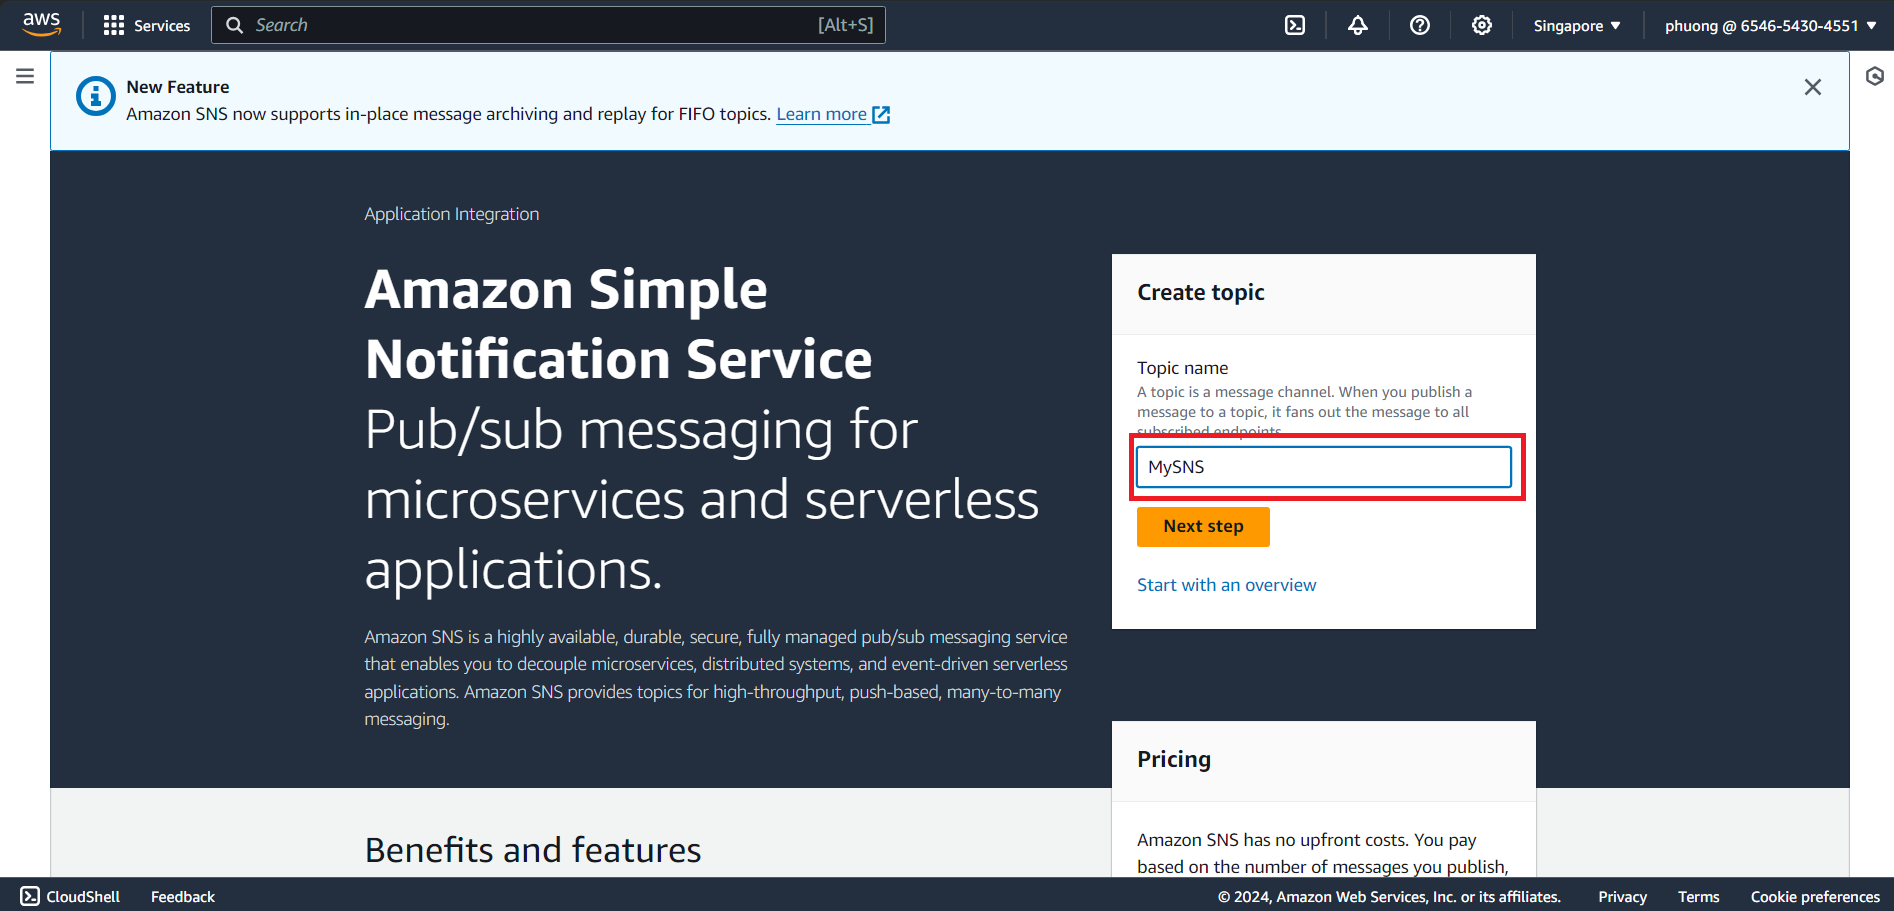 aws
Services
Search
[Alt+S]
Singapore
phuong @ 6546-5430-4551
New Feature
Amazon SNS now supports in-place message archiving and replay for FIFO topics. Learn more
Application Integration
Amazon Simple
Notification Service
Pub/sub messaging for
microservices and serverless
applications.
Amazon SNS is a highly available, durable, secure, fully managed pub/sub messaging service
that enables you to decouple microservices, distributed systems, and event-driven serverless
applications. Amazon SNS provides topics for high-throughput, push-based, many-to-many
messaging.
Create topic
Topic name
A topic is a message channel. When you publish a
message to a topic, it fans out the message to all
subscribed endpoints.
MySNS
Next step
Start with an overview
Pricing
Amazon SNS has no upfront costs. You pay
based on the number of messages you publish,
Benefits and features
CloudShell
Feedback
© 2024, Amazon Web Services, Inc. or its affiliates.
Privacy
Terms
Cookie preferences